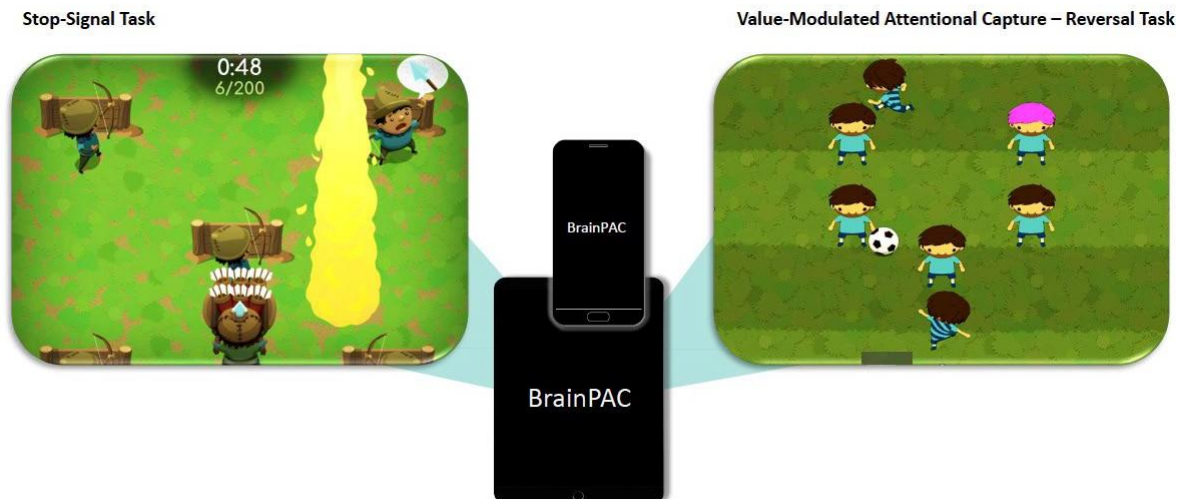 Stop-Signal Task
Value-Modulated Attentional Capture – Reversal Task
0:48
6/200
BrainPAC
BrainPAC